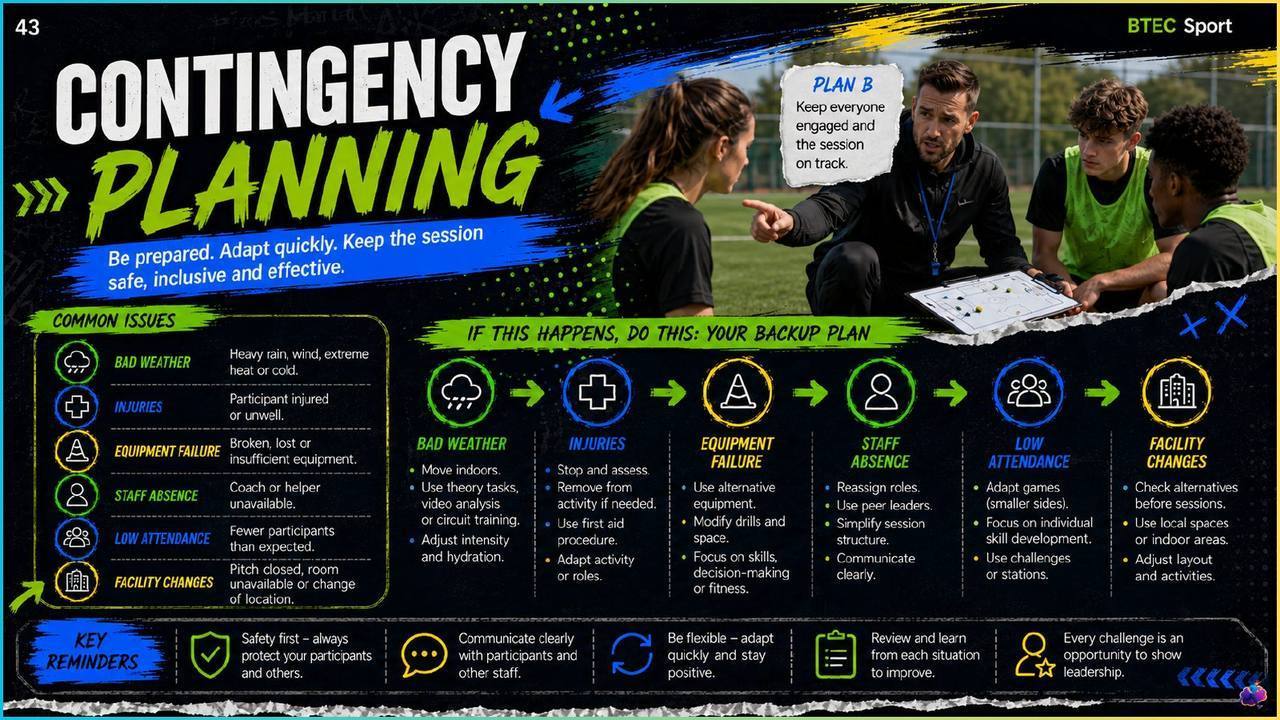 43
BTEC Sport
CONTINGENCY
PLANNING
Be prepared. Adapt quickly. Keep the session
safe, inclusive and effective.
PLAN B
Keep everyone
engaged and
the session
on track.
COMMON ISSUES
BAD WEATHER
Heavy rain, wind, extreme
heat or cold.
INJURIES
Participant injured
or unwell.
EQUIPMENT FAILURE
Broken, lost or
insufficient equipment.
STAFF ABSENCE
Coach or helper
unavailable.
LOW ATTENDANCE
Fewer participants
than expected.
FACILITY CHANGES
Pitch closed, room
unavailable or change
of location.
IF THIS HAPPENS, DO THIS: YOUR BACKUP PLAN
BAD WEATHER
• Move indoors.
• Use theory tasks,
video analysis
or circuit training.
• Adjust intensity
and hydration.
INJURIES
• Stop and assess.
• Remove from
activity if needed.
• Use first aid
procedure.
• Adapt activity
or roles.
EQUIPMENT
FAILURE
• Use alternative
equipment.
• Modify drills and
space.
• Focus on skills,
decision-making
or fitness.
STAFF
ABSENCE
• Reassign roles.
• Use peer leaders.
• Simplify session
structure.
• Communicate
clearly.
LOW
ATTENDANCE
• Adapt games
(smaller sides).
• Focus on individual
skill development.
• Use challenges
or stations.
FACILITY
CHANGES
• Check alternatives
before sessions.
• Use local spaces
or indoor areas.
• Adjust layout
and activities.
KEY
REMINDERS
Safety first – always
protect your participants
and others.
Communicate clearly
with participants and
other staff.
Be flexible – adapt
quickly and stay
positive.
Review and learn
from each situation
to improve.
Every challenge is an
opportunity to show
leadership.